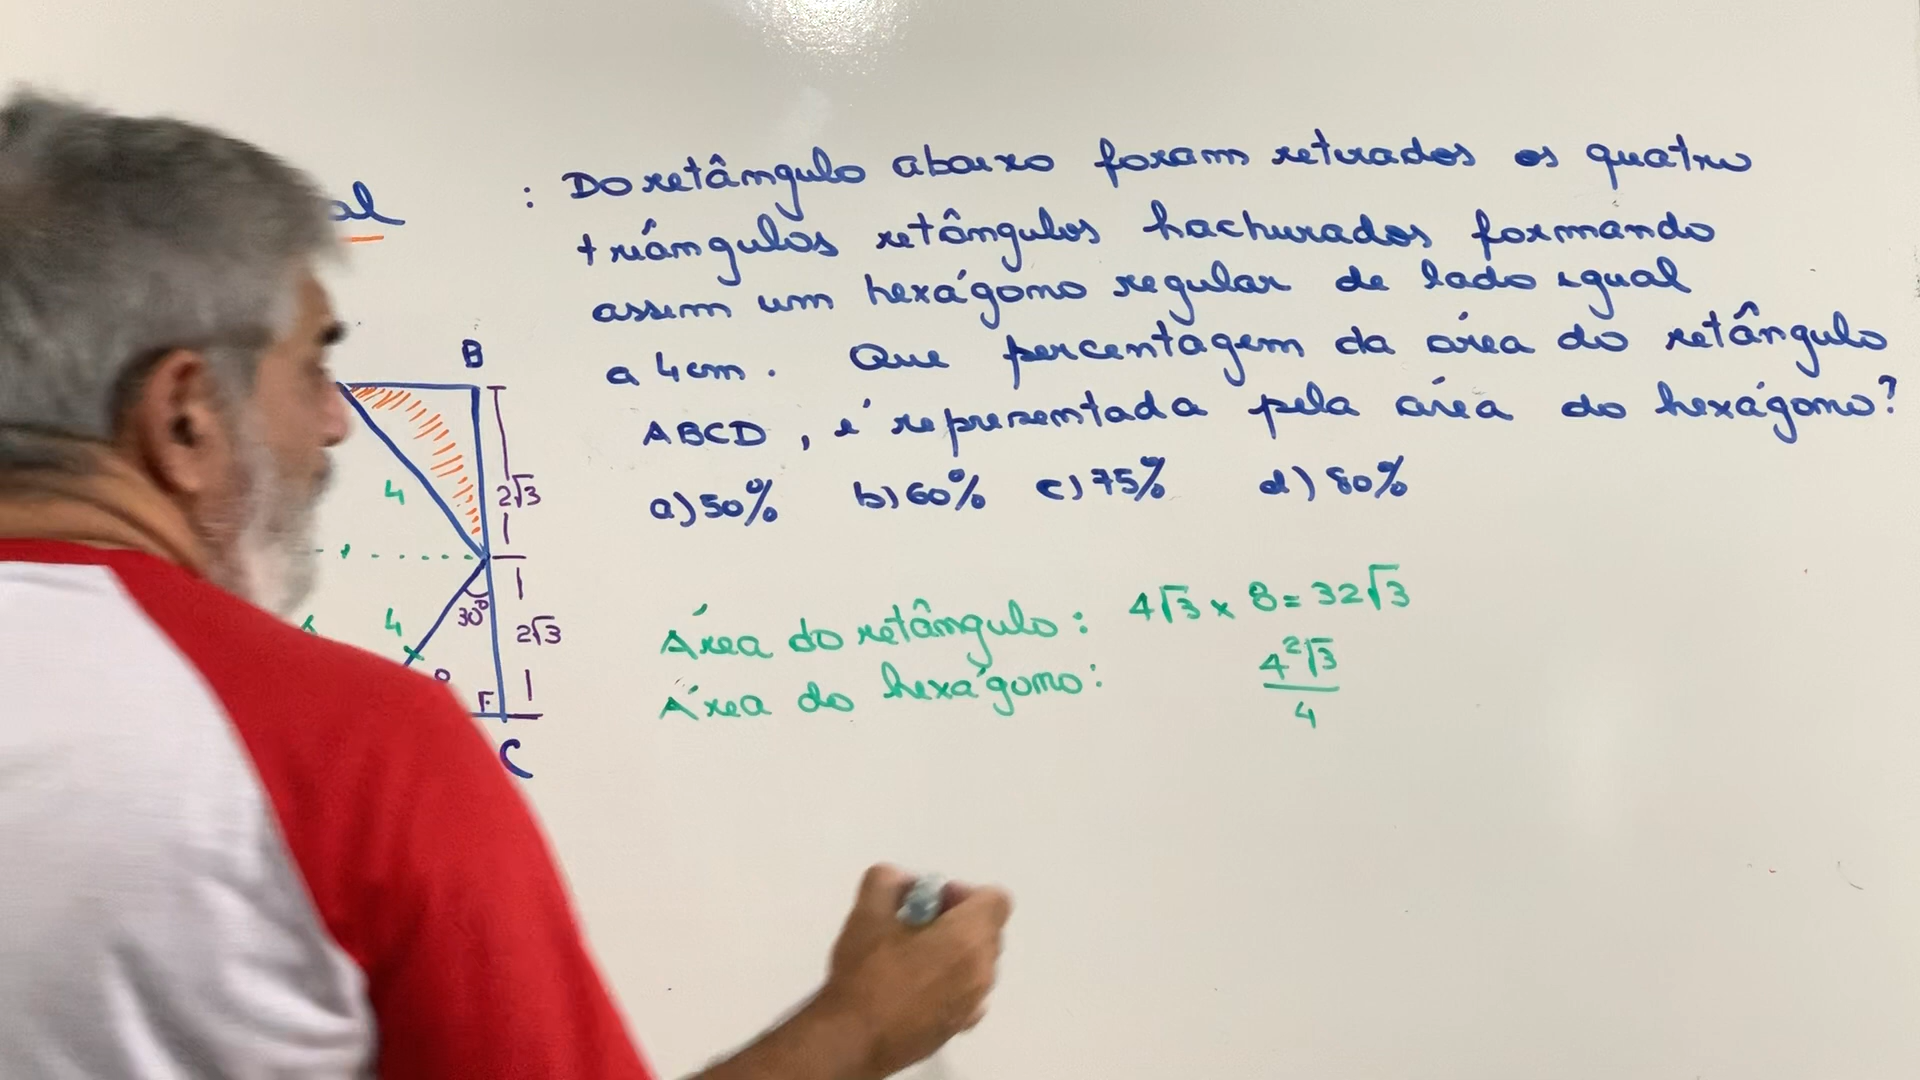 al
: Do retângulo abaixo foram retirados os quatro
triângulos retângulos hachurados formando
assim um hexágono regular de lado igual
a 4cm. Que percentagem da área do retângulo
ABCD, é representada pela área do hexágono?
a) 50% b) 60% c) 75% d) 80%
B
4
2√3
4
30°
2√3
C
Área do retângulo: 4√3 x 8 = 32√3
Área do hexágono: 4²√3
4